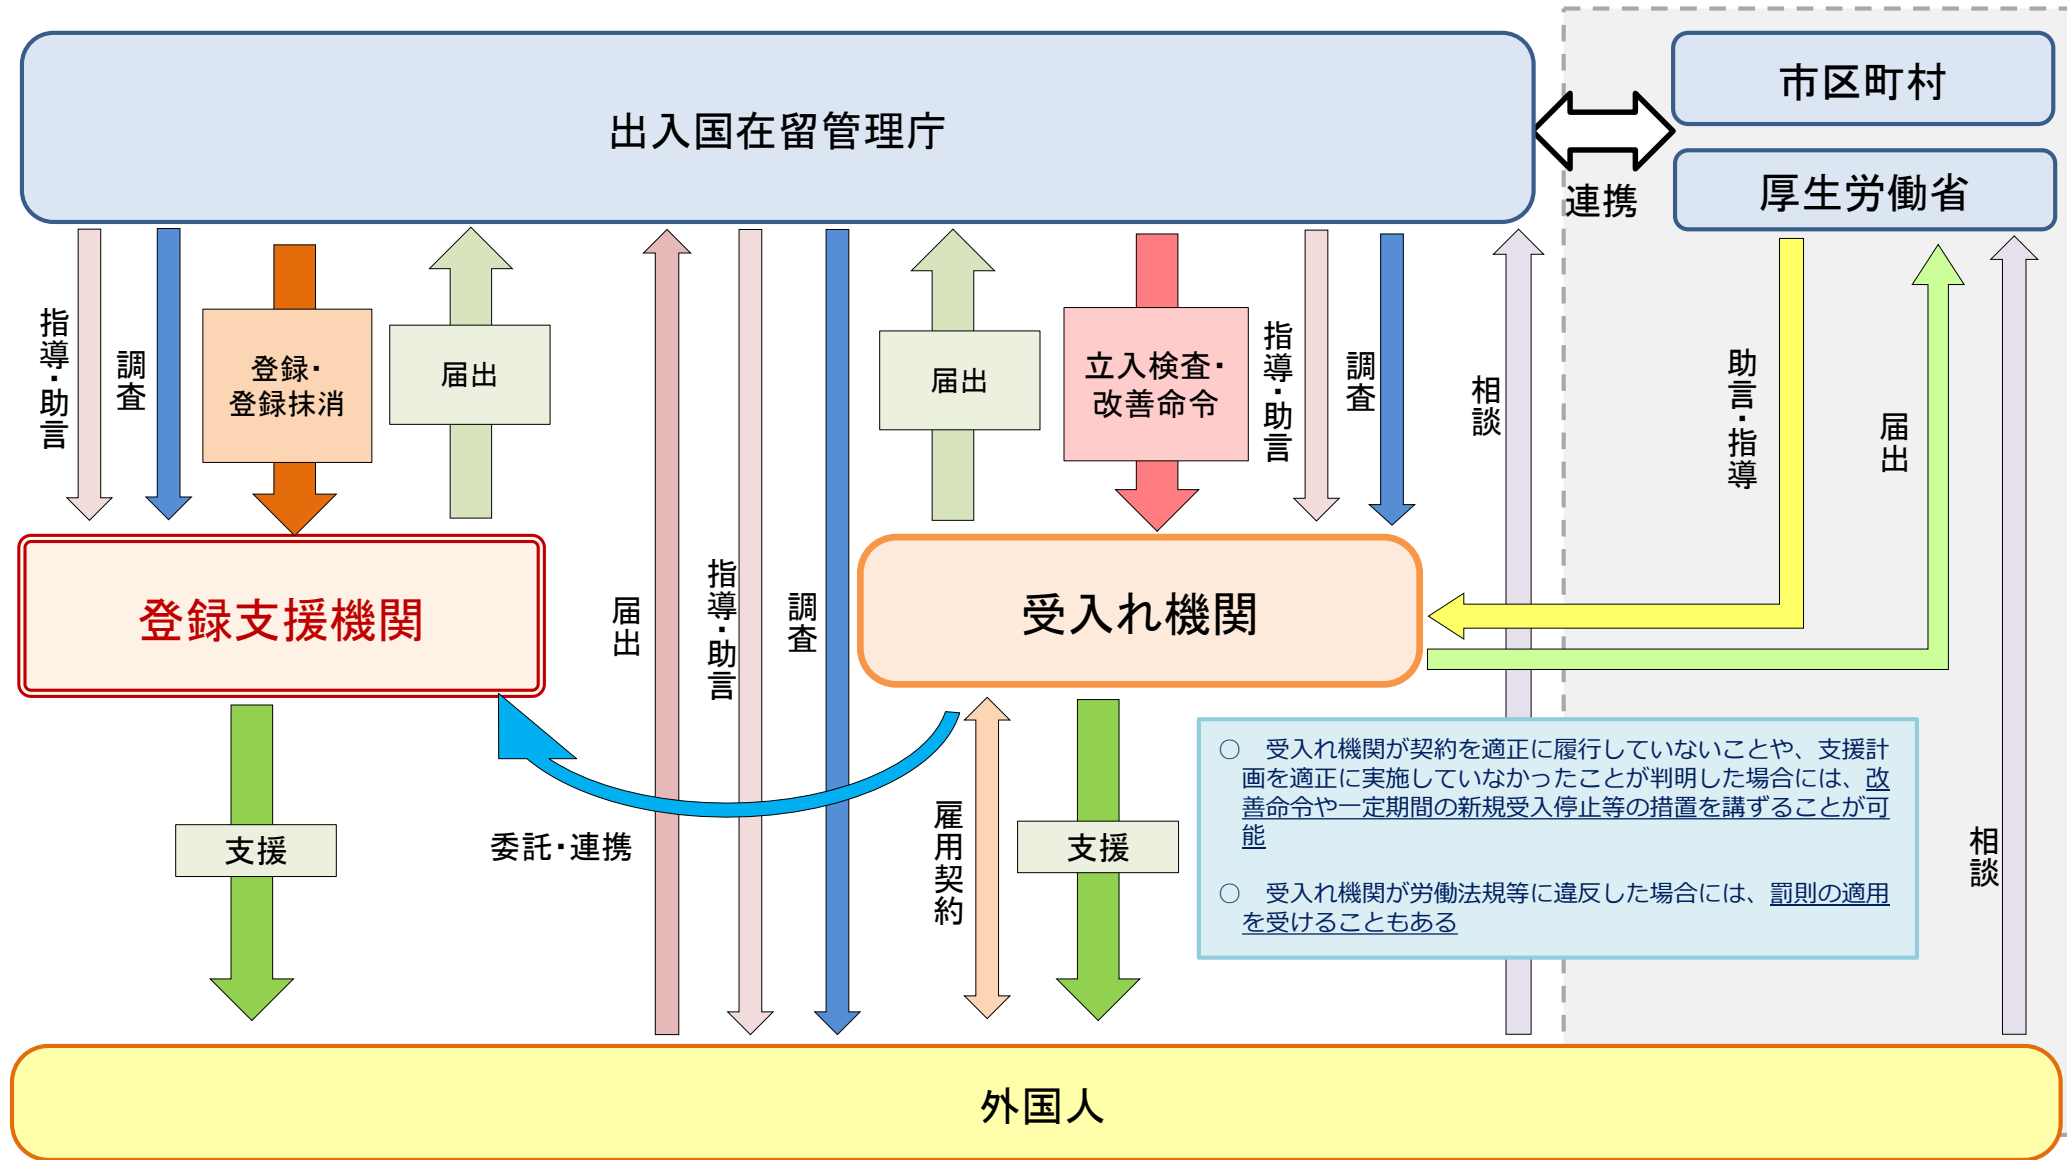 出入国在留管理庁
市区町村
厚生労働省
連携
指導・助言
調査
登録・
登録抹消
届出
届出
立入検査・
改善命令
指導・助言
調査
相談
助言・指導
届出
登録支援機関
届出
指導・助言
調査
受入れ機関
支援
委託・連携
雇用契約
支援
○　受入れ機関が契約を適正に履行していないことや、支援計
画を適正に実施していなかったことが判明した場合には、改
善命令や一定期間の新規受入停止等の措置を講ずることが可
能
○　受入れ機関が労働法規等に違反した場合には、罰則の適用
を受けることもある
相談
外国人